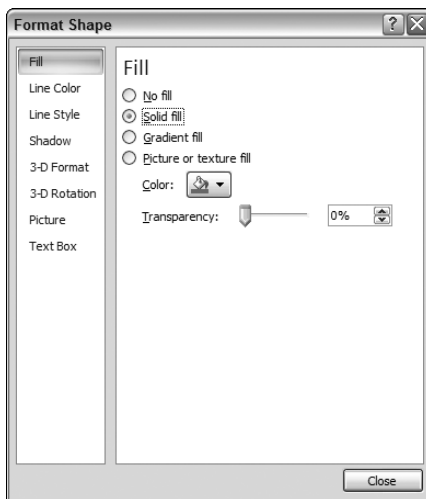 Format Shape
Fill
Line Color
Line Style
Shadow
3-D Format
3-D Rotation
Picture
Text Box
Fill
No fill
Solid fill
Gradient fill
Picture or texture fill
Color:
Transparency: 0%
Close